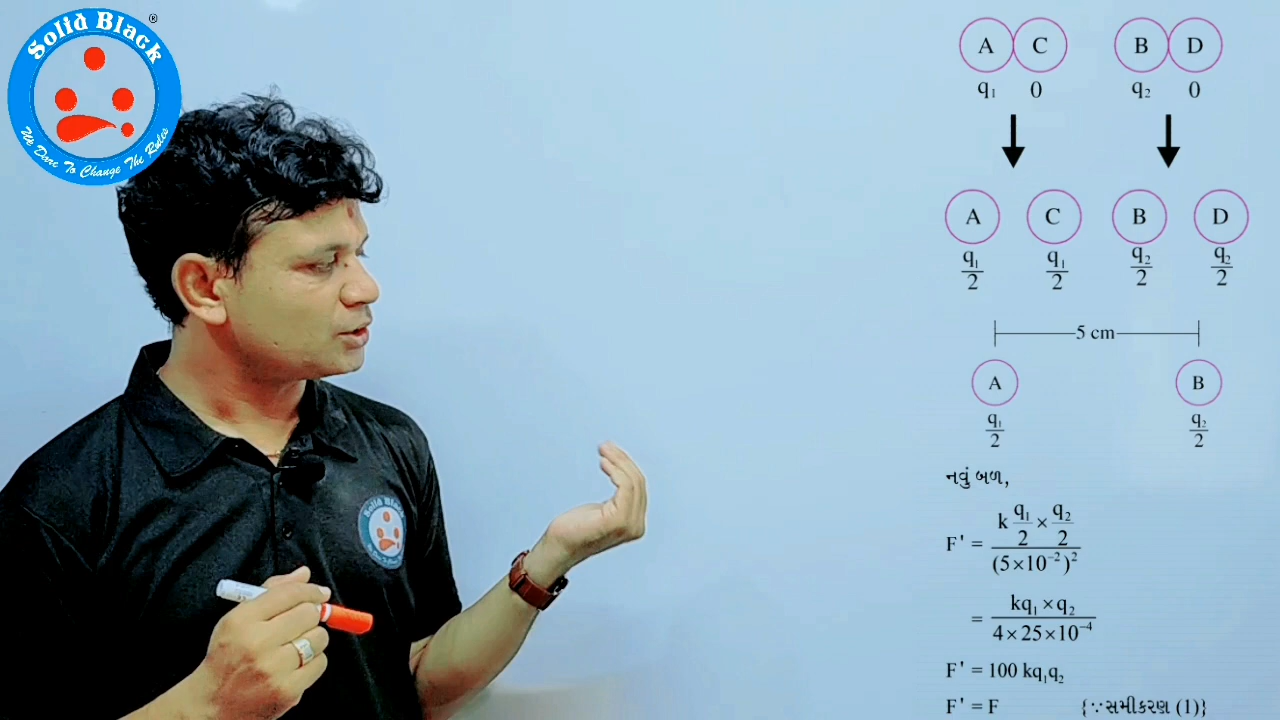 Solid Black®
We Dare To Change The Rules
A C B D
q₁ 0 q₂ 0
A C B D
q₁/2 q₁/2 q₂/2 q₂/2
5 cm
A B
q₁/2 q₂/2
Solid Black
નવું બળ,
F' = k q₁/2 × q₂/2 / (5×10⁻²)²
= kq₁ × q₂ / 4×25×10⁻⁴
F' = 100 kq₁q₂
F' = F {∵સમીકરણ (1)}